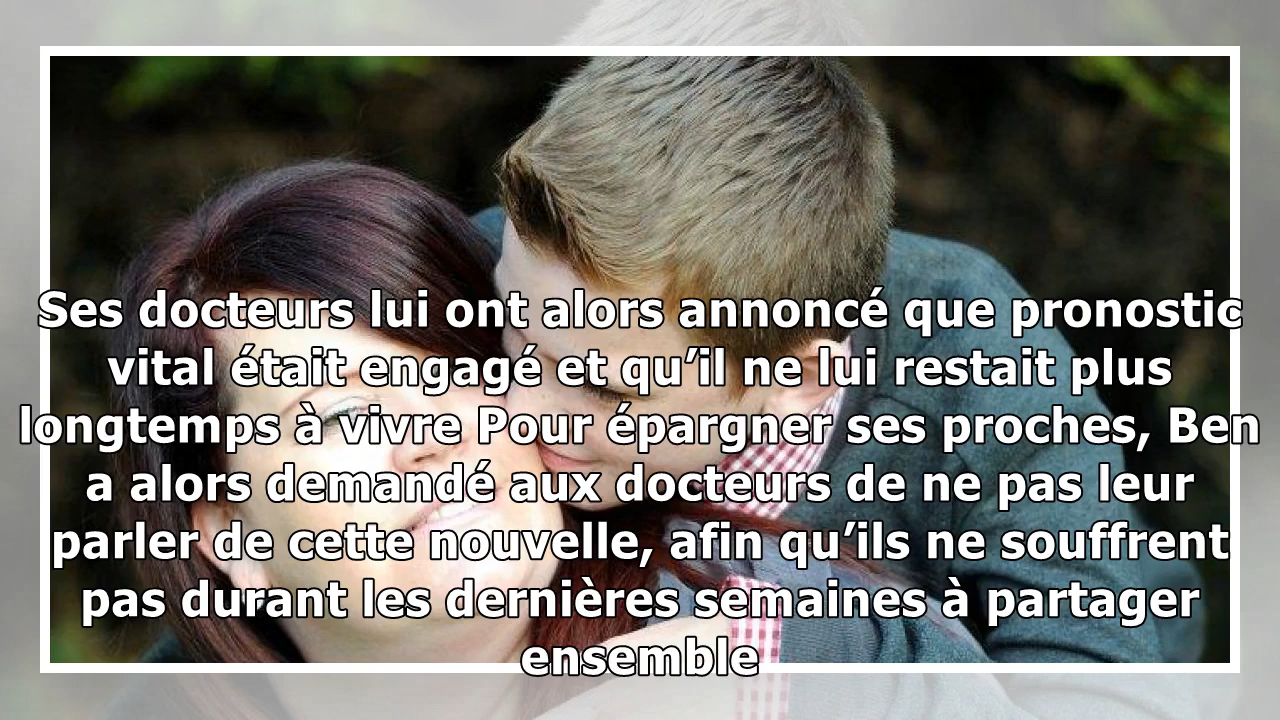 Ses docteurs lui ont alors annoncé que pronostic
vital était engagé et qu’il ne lui restait plus
longtemps à vivre Pour épargner ses proches, Ben
a alors demandé aux docteurs de ne pas leur
parler de cette nouvelle, afin qu’ils ne souffrent
pas durant les dernières semaines à partager
ensemble